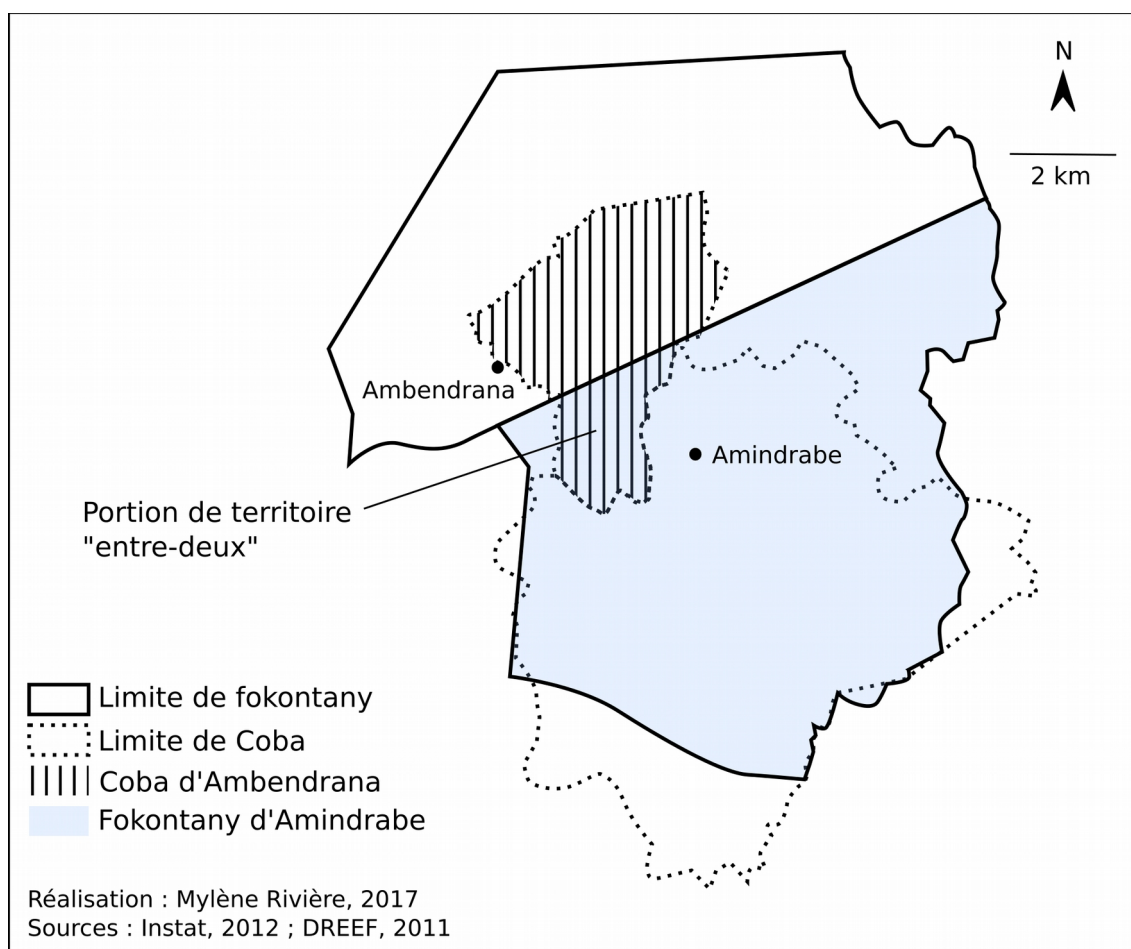 N
2 km
Ambendrana
Amindrabe
Portion de territoire
"entre-deux"
Limite de fokontany
Limite de Coba
Coba d'Ambendrana
Fokontany d'Amindrabe
Réalisation : Mylène Rivière, 2017
Sources : Instat, 2012 ; DREEF, 2011